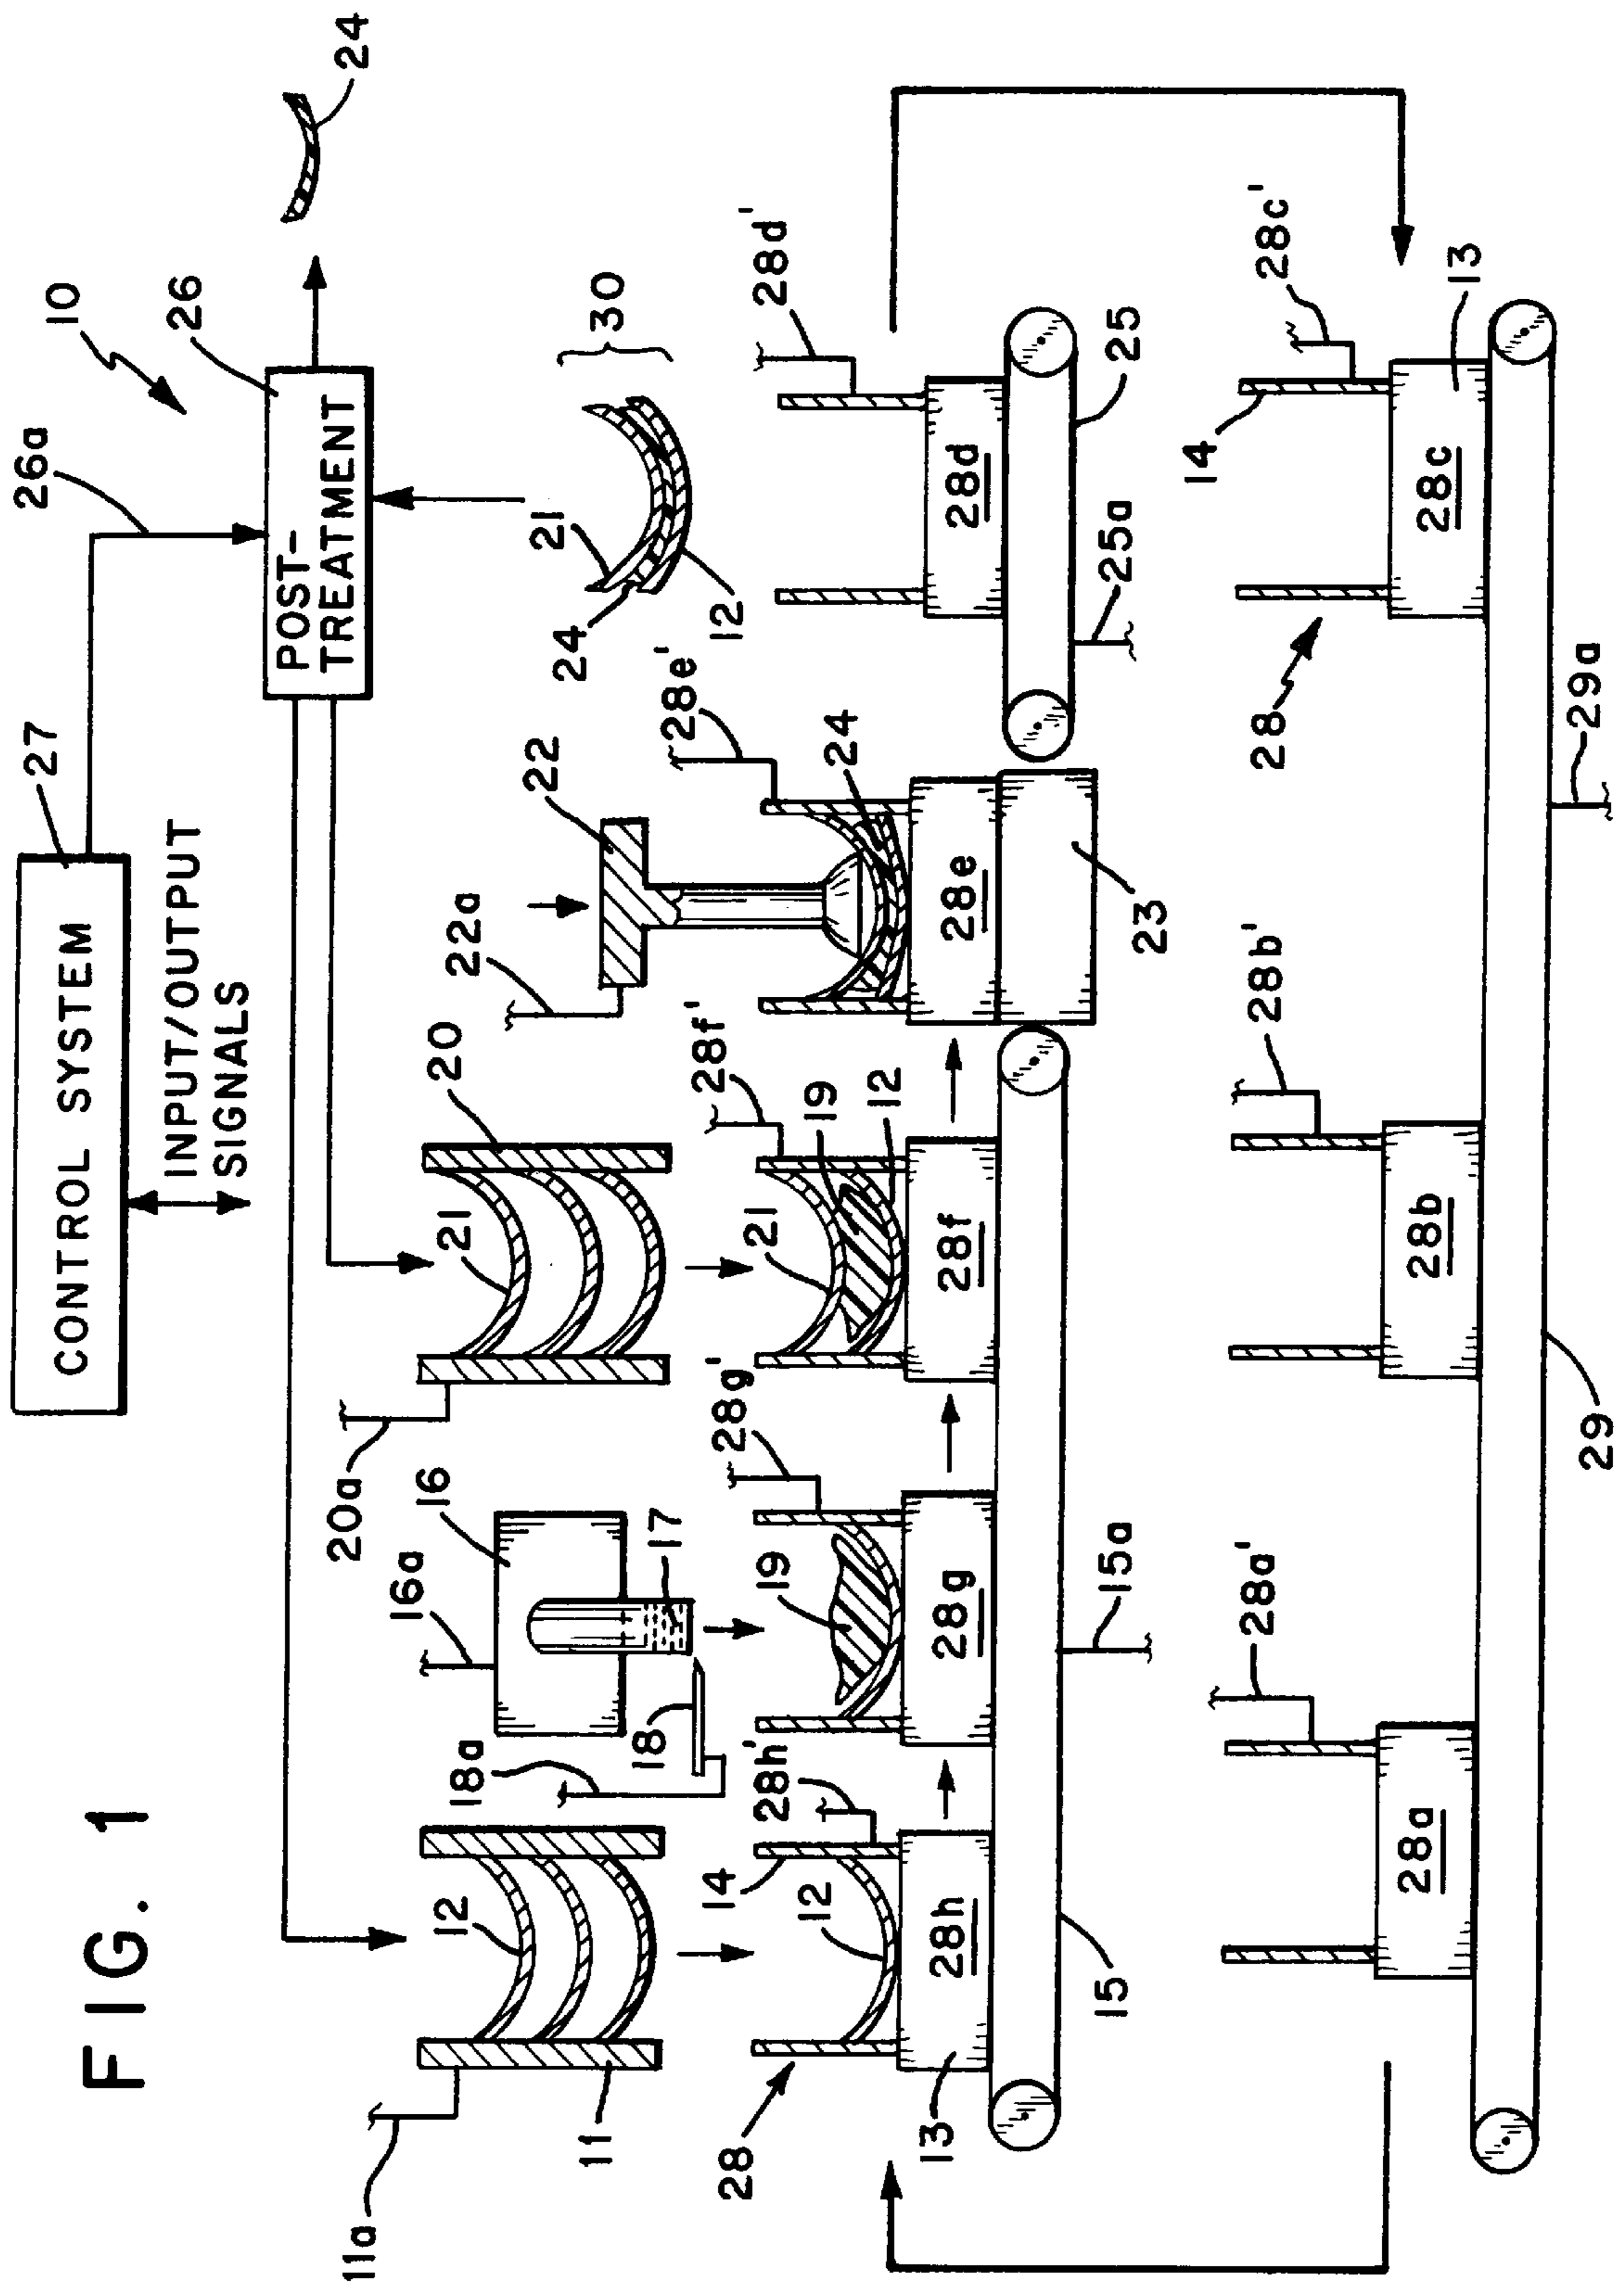 FIG. 1
CONTROL SYSTEM
27
INPUT/OUTPUT
SIGNALS
26a
10
26
POST-
TREATMENT
24
11a
11
12
18a
18
16a
16
17
20a
20
21
22a
22
21
24
12
30
28
14
12
28h'
19
28g'
21
19
12
28f'
24
28e'
28d'
13
28h
28g
28f
28e
28d
15
15a
23
25a
25
28a'
28b'
28
14
28c'
28a
28b
28c
13
29
29a